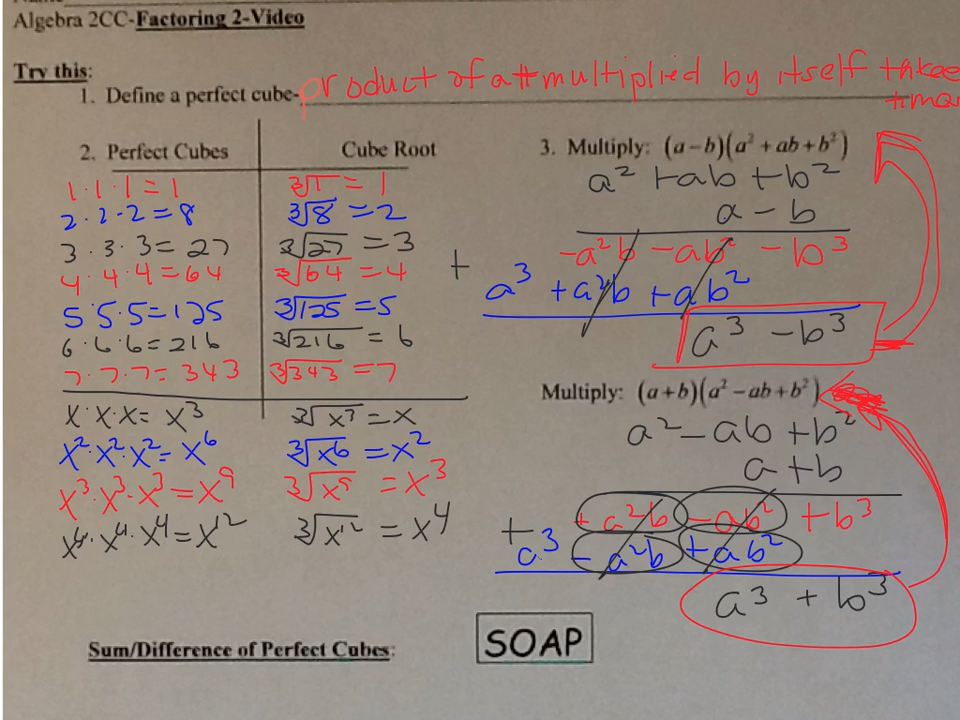 Algebra 2CC-Factoring 2-Video
Try this:
1. Define a perfect cube- product of a # multiplied by itself
2. Perfect Cubes Cube Root
1·1·1=1 ∛1 = 1
2·2·2=8 ∛8 =2
3·3·3=27 ∛27 =3
4·4·4=64 ∛64 =4
5·5·5=125 ∛125 =5
6·6·6=216 ∛216 = 6
7·7·7=343 ∛343 =7
x·x·x= x³ ∛x³ =x
x²·x²·x²= x⁶ ∛x⁶ =x²
x³·x³·x³=x⁹ ∛x⁹ =x³
x⁴·x⁴·x⁴=x¹² ∛x¹² = x⁴
3. Multiply: (a-b)(a²+ab+b²)
a² +ab +b²
a - b
-a²b -ab² -b³
+ a³ +a²b +ab²
a³ -b³
Multiply: (a+b)(a²-ab+b²)
a²-ab+b²
a+b
+a²b -ab² +b³
+ a³ -a²b +ab²
a³ + b³
Sum/Difference of Perfect Cubes:
SOAP